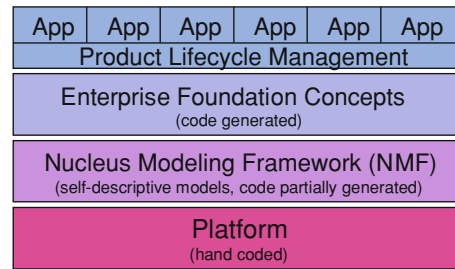 App App App App App App
Product Lifecycle Management
Enterprise Foundation Concepts
(code generated)
Nucleus Modeling Framework (NMF)
(self-descriptive models, code partially generated)
Platform
(hand coded)